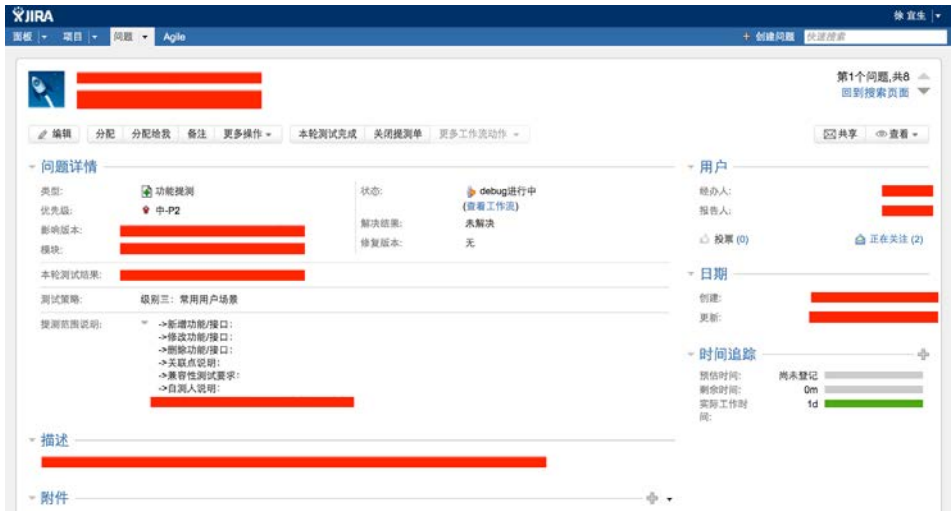 JIRA
徐宜生
面板 项目 问题 Agile
+ 创建问题 快速搜索
第1个问题,共8
回到搜索页面
编辑 分配 分配给我 备注 更多操作 本轮测试完成 关闭提测单 更多工作流动作 共享 查看
问题详情
类型: 功能提测
优先级: 中-P2
影响版本:
模块:
状态: debug进行中
(查看工作流)
解决结果: 未解决
修复版本: 无
本轮测试结果:
测试策略: 级别三：常用用户场景
提测范围说明: ->新增功能/接口：
->修改功能/接口：
->删除功能/接口：
->关联点说明：
->兼容性测试要求：
->自测人说明：
描述
附件
用户
经办人:
报告人:
投票 (0) 正在关注 (2)
日期
创建:
更新:
时间追踪
预估时间: 尚未登记
剩余时间: 0m
实际工作时 1d
间: